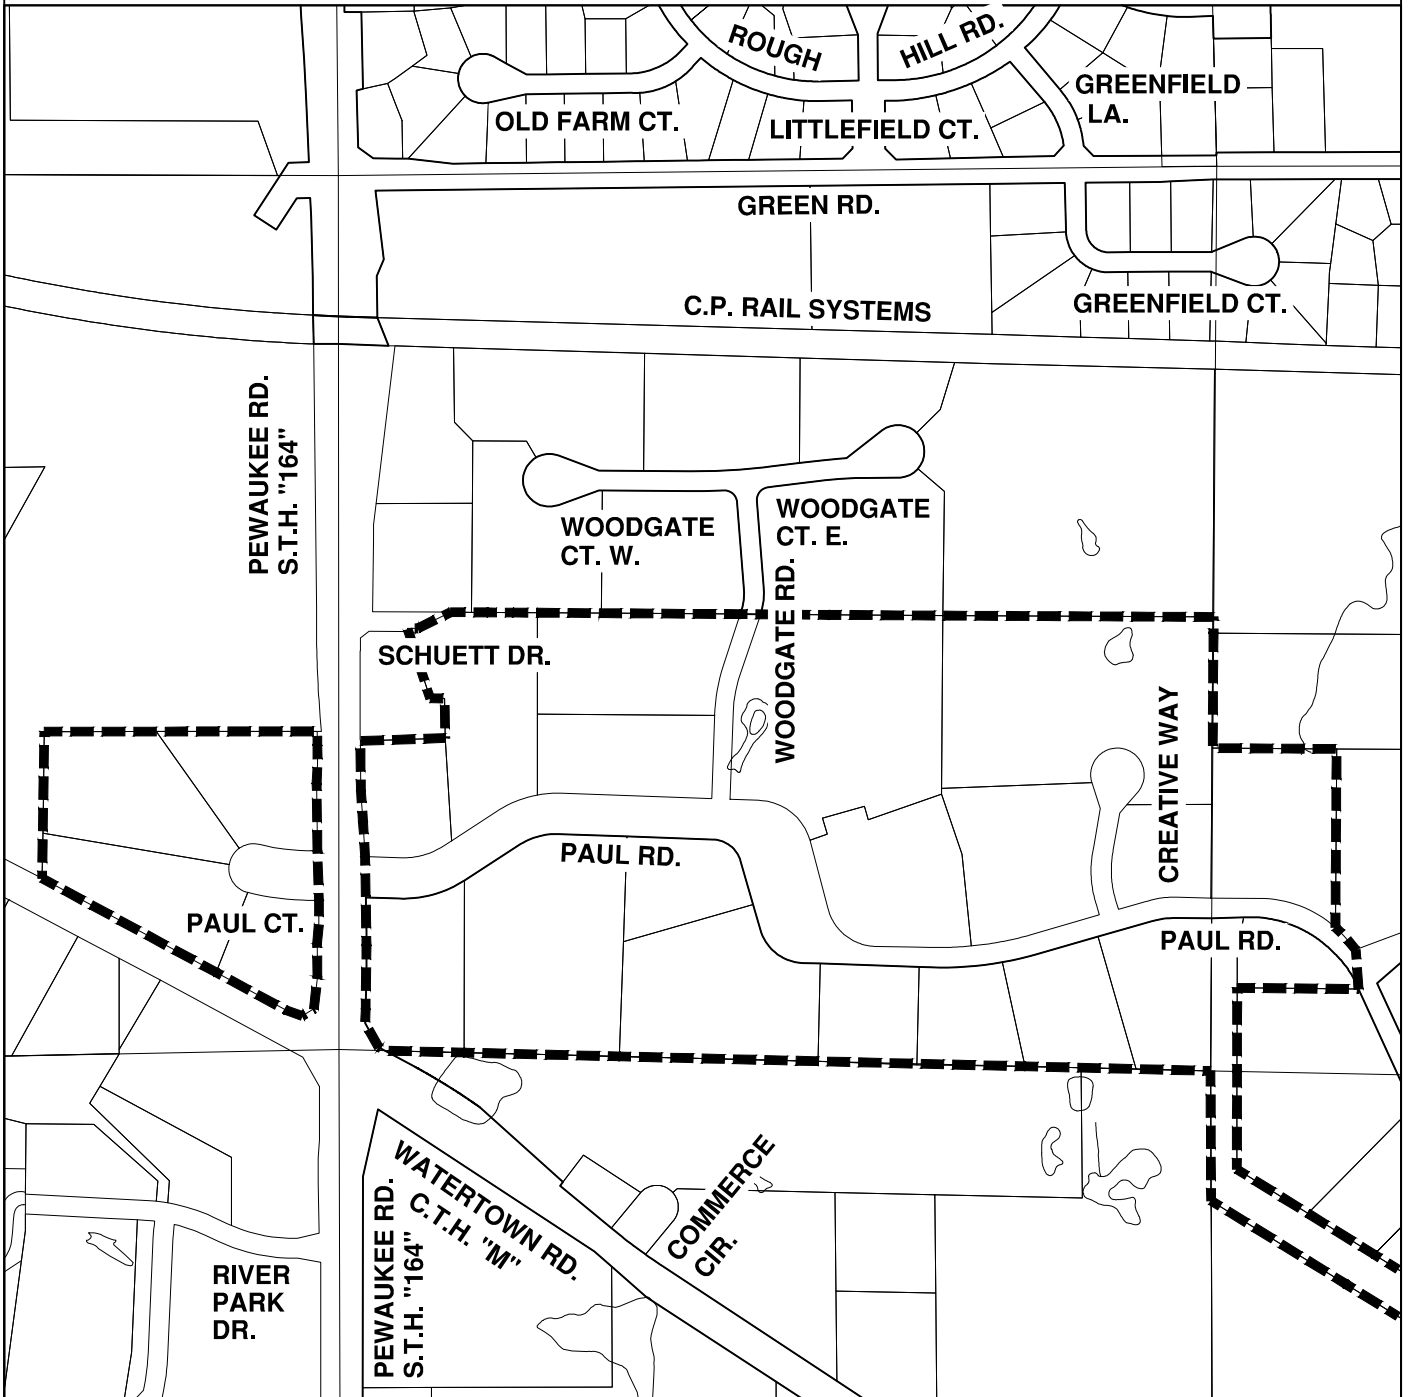 ROUGH
HILL RD.
GREENFIELD
LA.
OLD FARM CT.
LITTLEFIELD CT.
GREEN RD.
C.P. RAIL SYSTEMS
GREENFIELD CT.
PEWAUKEE RD.
S.T.H. "164"
WOODGATE
CT. W.
WOODGATE
CT. E.
WOODGATE RD.
SCHUETT DR.
CREATIVE WAY
PAUL RD.
PAUL CT.
PAUL RD.
WATERTOWN RD.
C.T.H. "M"
COMMERCE
CIR.
PEWAUKEE RD.
S.T.H. "164"
RIVER
PARK
DR.